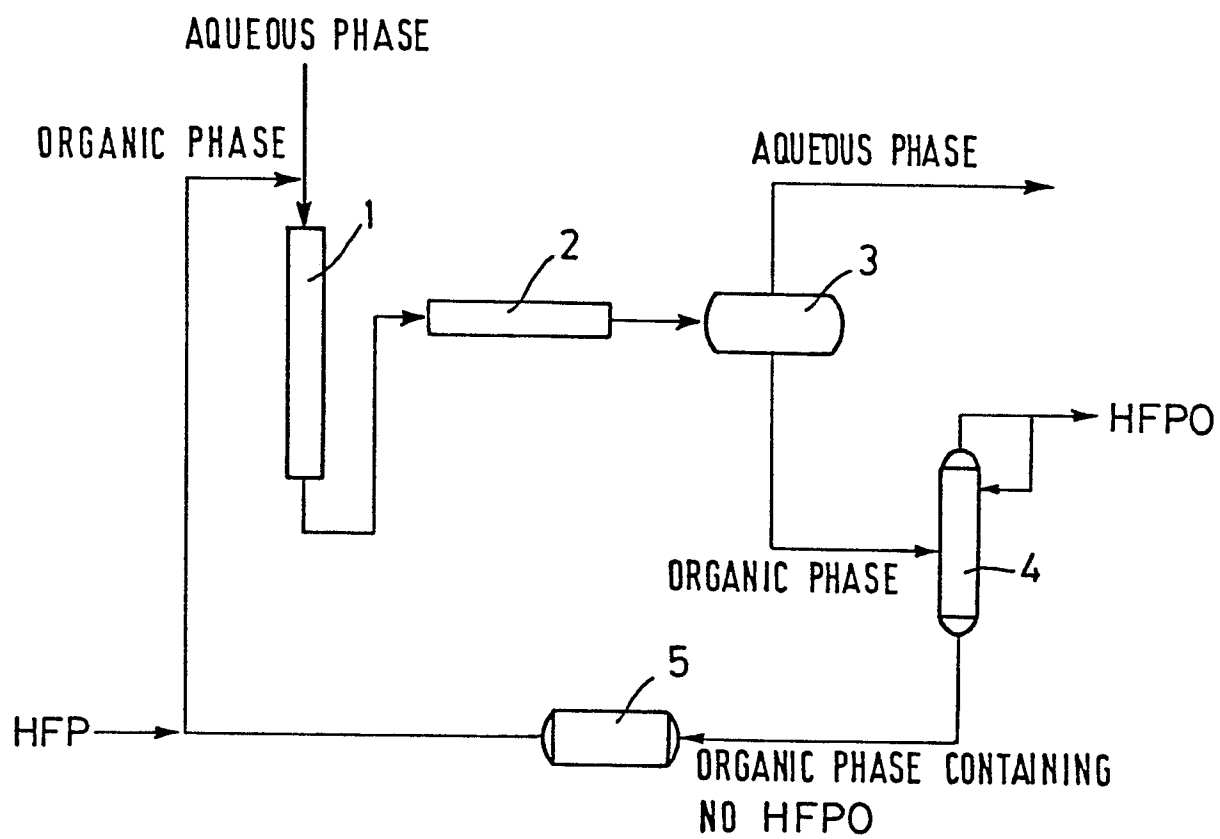 AQUEOUS PHASE
ORGANIC PHASE
AQUEOUS PHASE
1
2
3
HFPO
ORGANIC PHASE
4
5
HFP
ORGANIC PHASE CONTAINING
NO HFPO